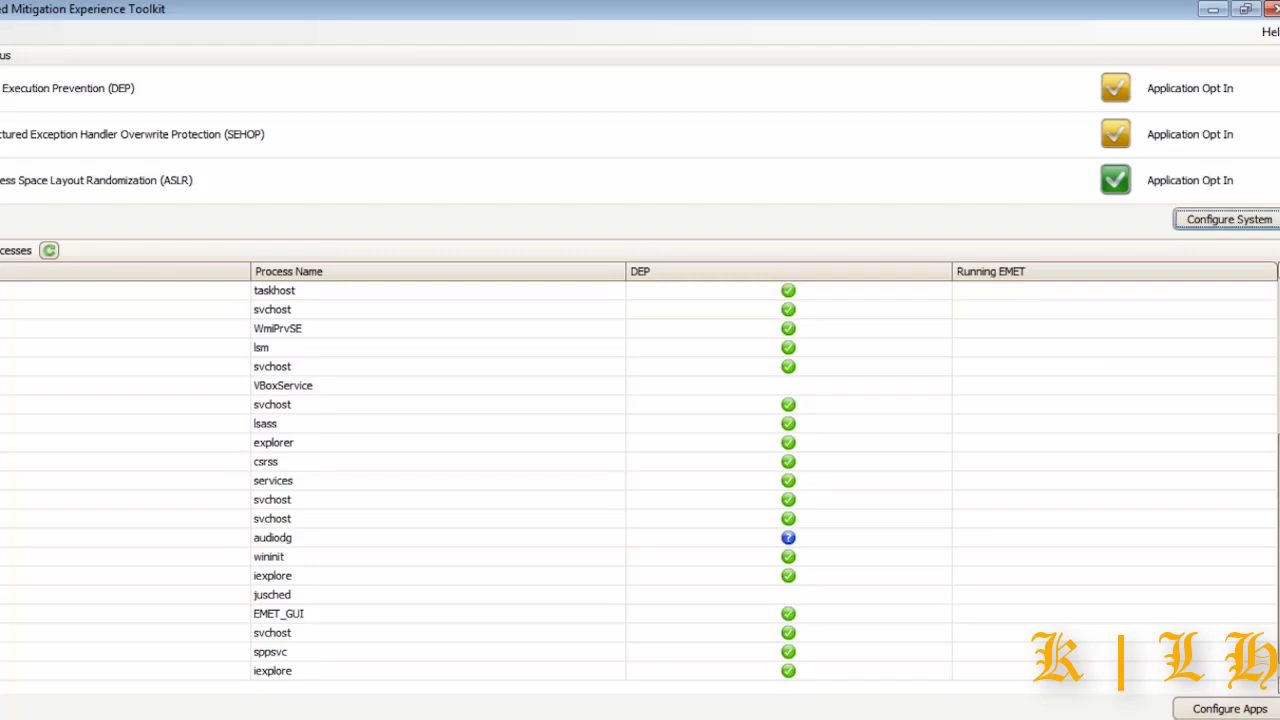 ed Mitigation Experience Toolkit
Hel
us
Execution Prevention (DEP)
Application Opt In
ctured Exception Handler Overwrite Protection (SEHOP)
Application Opt In
ess Space Layout Randomization (ASLR)
Application Opt In
Configure System
cesses
Process Name DEP Running EMET
taskhost
svchost
WmiPrvSE
lsm
svchost
VBoxService
svchost
lsass
explorer
csrss
services
svchost
svchost
audiodg
wininit
iexplore
jusched
EMET_GUI
svchost
sppsvc
iexplore
K | L H
Configure Apps